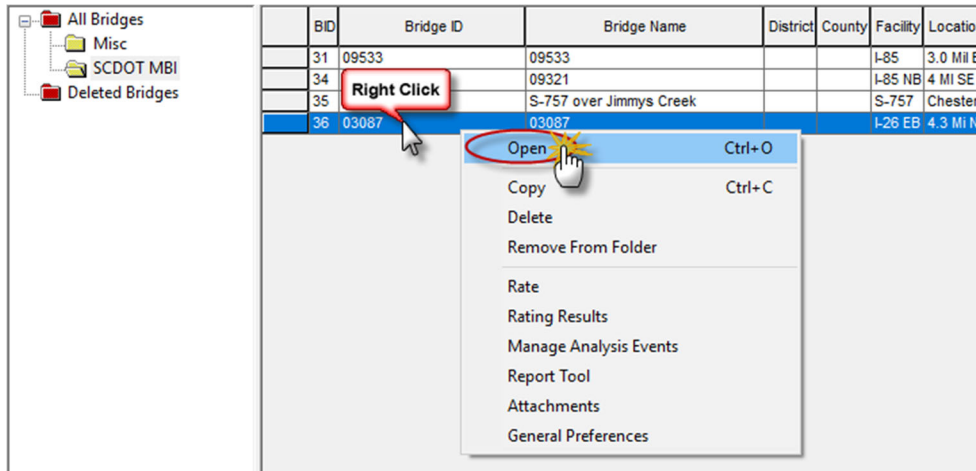 All Bridges
Misc
SCDOT MBI
Deleted Bridges
BID Bridge ID Bridge Name District County Facility Locatio
31 09533 09533 I-85 3.0 Mil E
34 09321 I-85 NB 4 MI SE
35 S-757 over Jimmys Creek S-757 Chester
36 03087 03087 I-26 EB 4.3 Mi N
Right Click
Open Ctrl+O
Copy Ctrl+C
Delete
Remove From Folder
Rate
Rating Results
Manage Analysis Events
Report Tool
Attachments
General Preferences